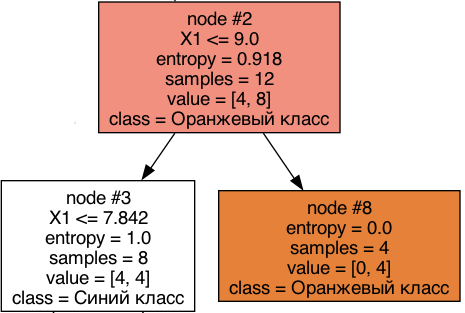 node #2
X1 <= 9.0
entropy = 0.918
samples = 12
value = [4, 8]
class = Оранжевый класс
node #3
X1 <= 7.842
entropy = 1.0
samples = 8
value = [4, 4]
class = Синий класс
node #8
entropy = 0.0
samples = 4
value = [0, 4]
class = Оранжевый класс